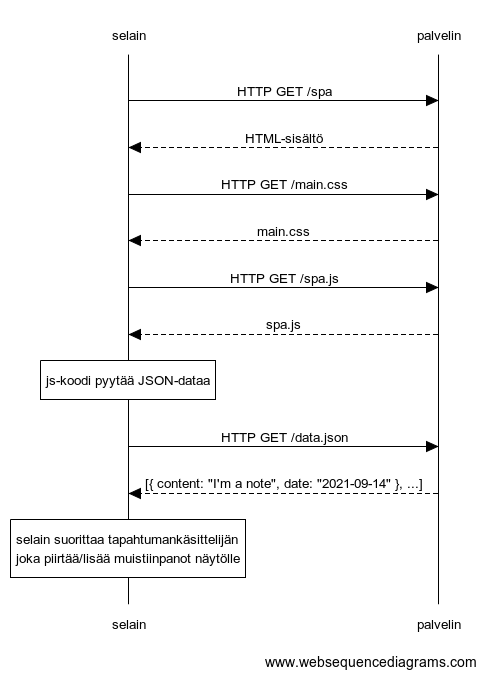 selain
palvelin
HTTP GET /spa
HTML-sisältö
HTTP GET /main.css
main.css
HTTP GET /spa.js
spa.js
js-koodi pyytää JSON-dataa
HTTP GET /data.json
[{ content: "I'm a note", date: "2021-09-14" }, ...]
selain suorittaa tapahtumankäsittelijän
joka piirtää/lisää muistiinpanot näytölle
selain
palvelin
www.websequencediagrams.com